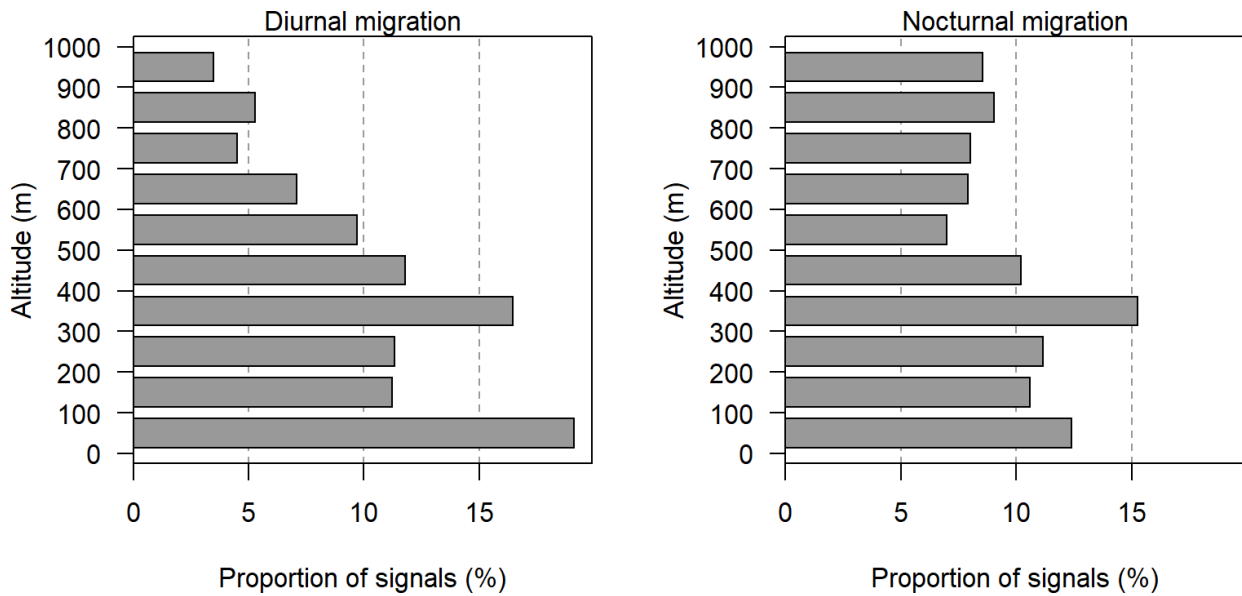 Diurnal migration
1000
900
800
700
600
500
400
300
200
100
0
Altitude (m)
0 5 10 15
Proportion of signals (%)
Nocturnal migration
1000
900
800
700
600
500
400
300
200
100
0
Altitude (m)
0 5 10 15
Proportion of signals (%)